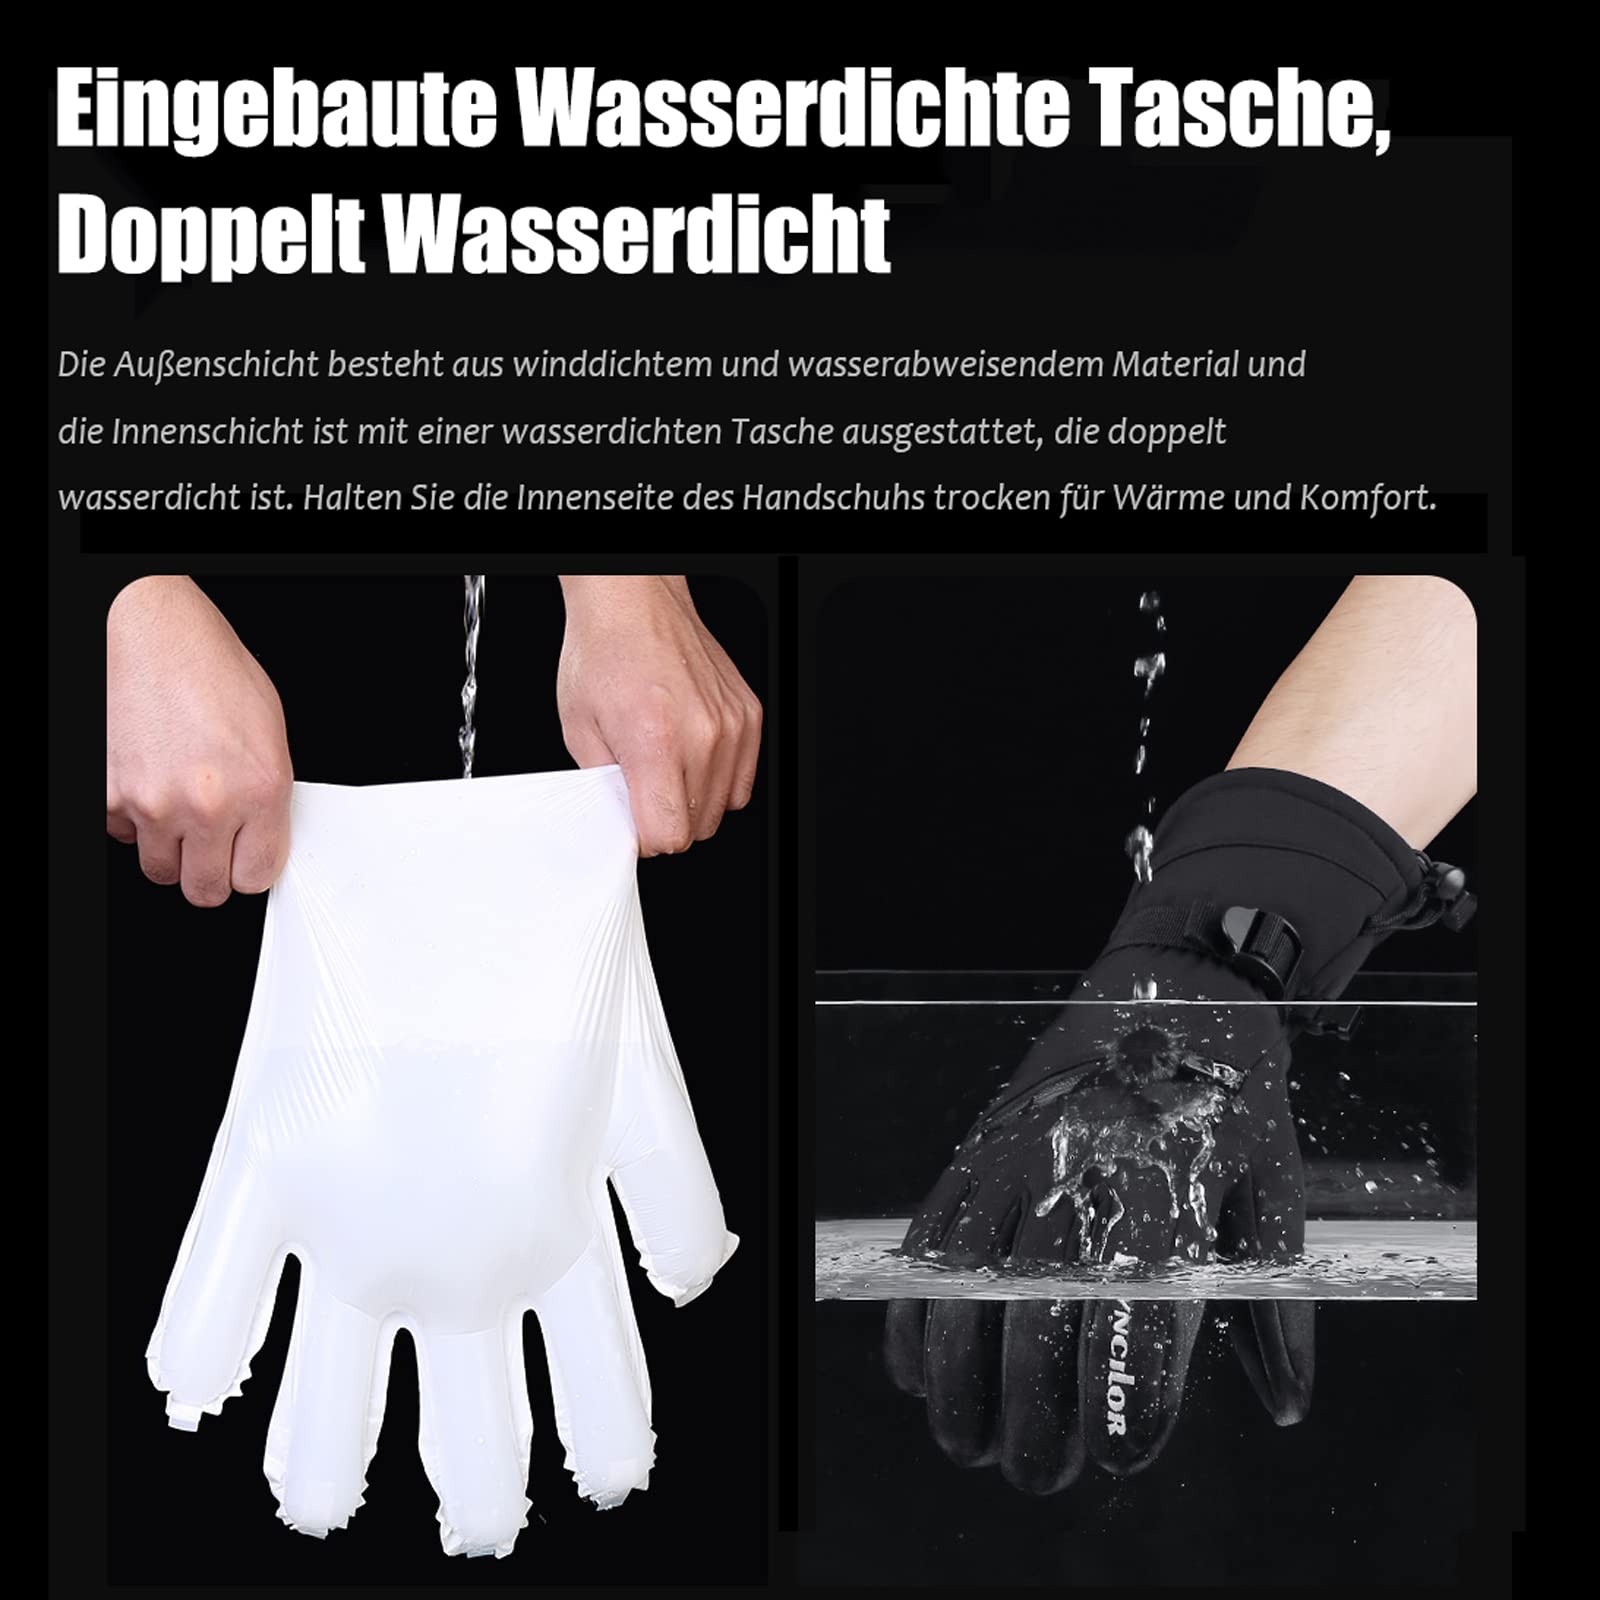 Eingebaute Wasserdichte Tasche,
Doppelt Wasserdicht
Die Außenschicht besteht aus winddichtem und wasserabweisendem Material und
die Innenschicht ist mit einer wasserdichten Tasche ausgestattet, die doppelt
wasserdicht ist. Halten Sie die Innenseite des Handschuhs trocken für Wärme und Komfort.
YNCILOR